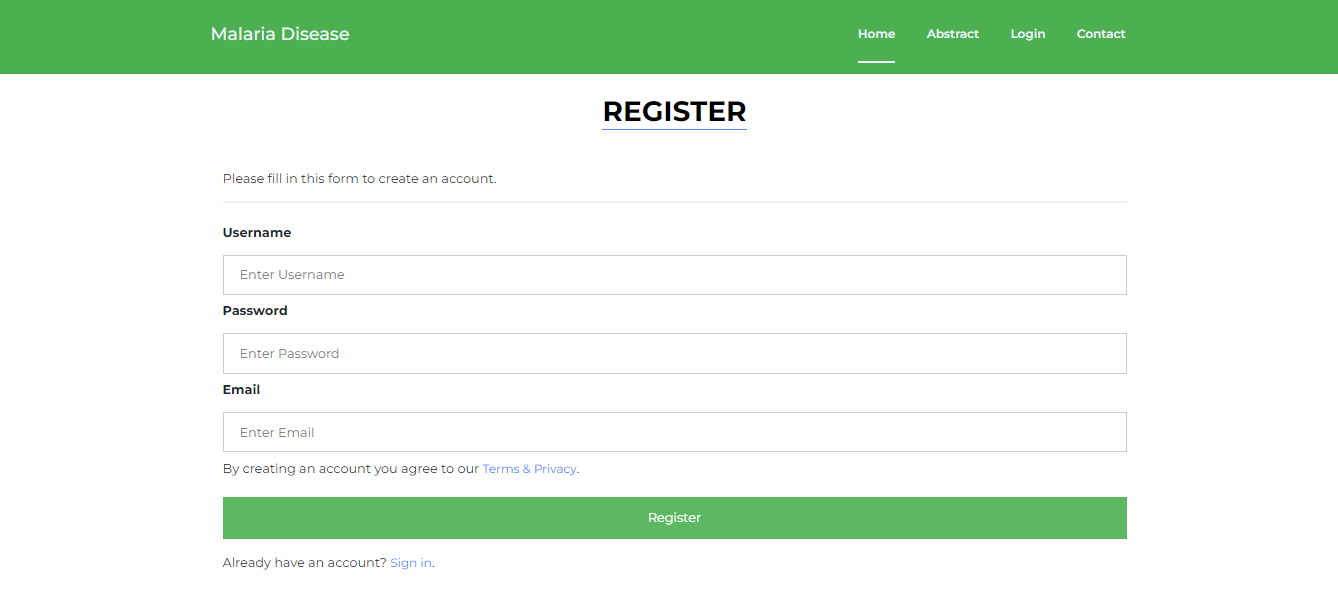 Malaria Disease Home Abstract Login Contact
REGISTER
Please fill in this form to create an account.
Username
Enter Username
Password
Enter Password
Email
Enter Email
By creating an account you agree to our Terms & Privacy.
Register
Already have an account? Sign in.